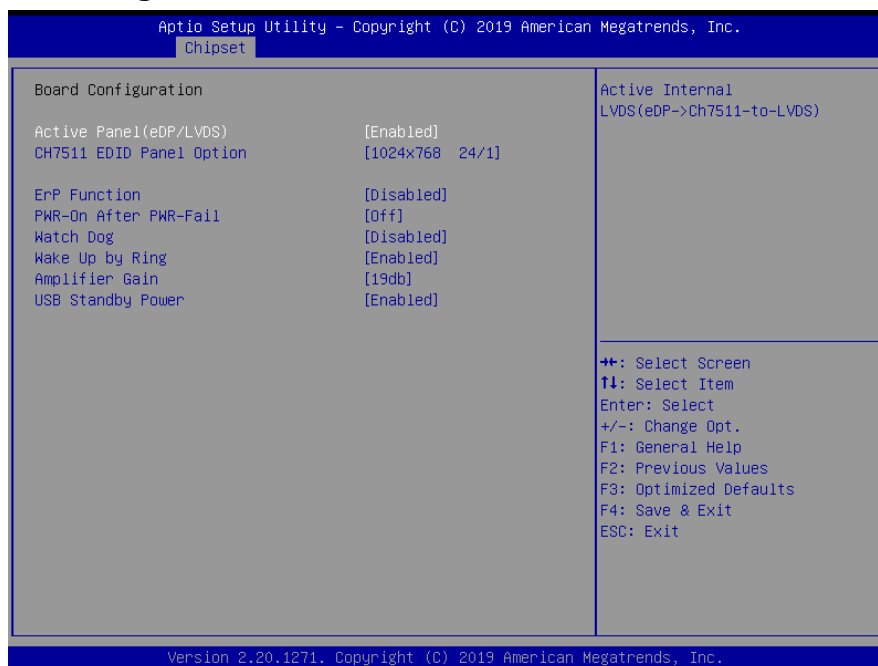 Aptio Setup Utility – Copyright (C) 2019 American Megatrends, Inc.
Chipset
Board Configuration
Active Panel(eDP/LVDS) [Enabled]
CH7511 EDID Panel Option [1024x768 24/1]
ErP Function [Disabled]
PWR-On After PWR-Fail [Off]
Watch Dog [Disabled]
Wake Up by Ring [Enabled]
Amplifier Gain [19db]
USB Standby Power [Enabled]
Active Internal
LVDS(eDP->Ch7511-to-LVDS)
→←: Select Screen
↑↓: Select Item
Enter: Select
+/-: Change Opt.
F1: General Help
F2: Previous Values
F3: Optimized Defaults
F4: Save & Exit
ESC: Exit
Version 2.20.1271. Copyright (C) 2019 American Megatrends, Inc.